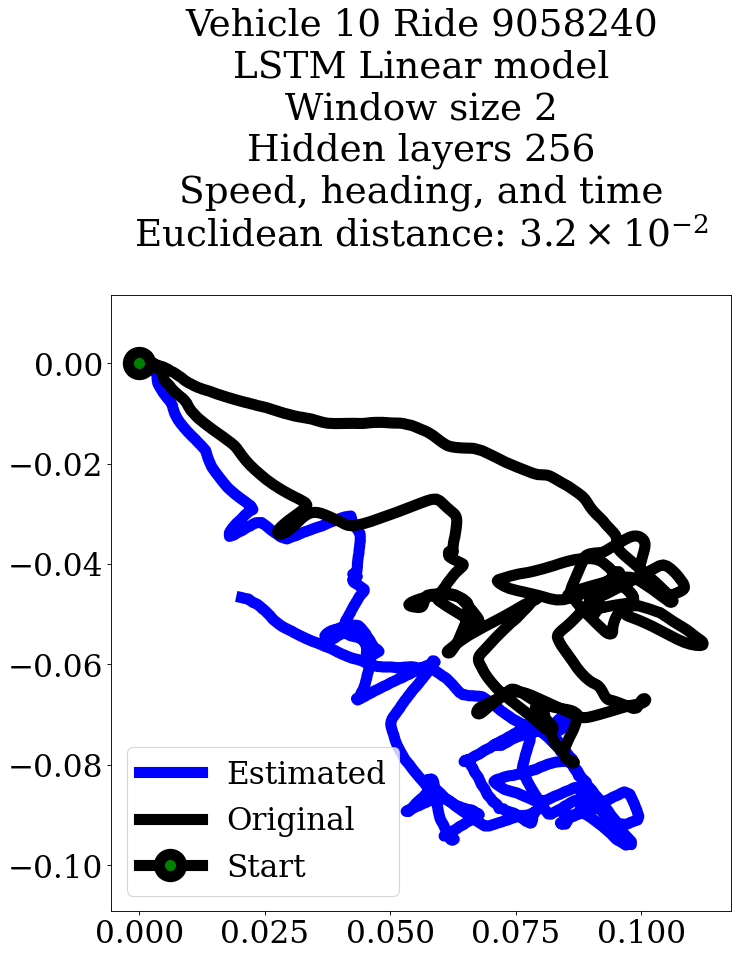 Vehicle 10 Ride 9058240
LSTM Linear model
Window size 2
Hidden layers 256
Speed, heading, and time
Euclidean distance: 3.2 × 10⁻²
0.00
−0.02
−0.04
−0.06
−0.08
−0.10
Estimated
Original
Start
0.000 0.025 0.050 0.075 0.100